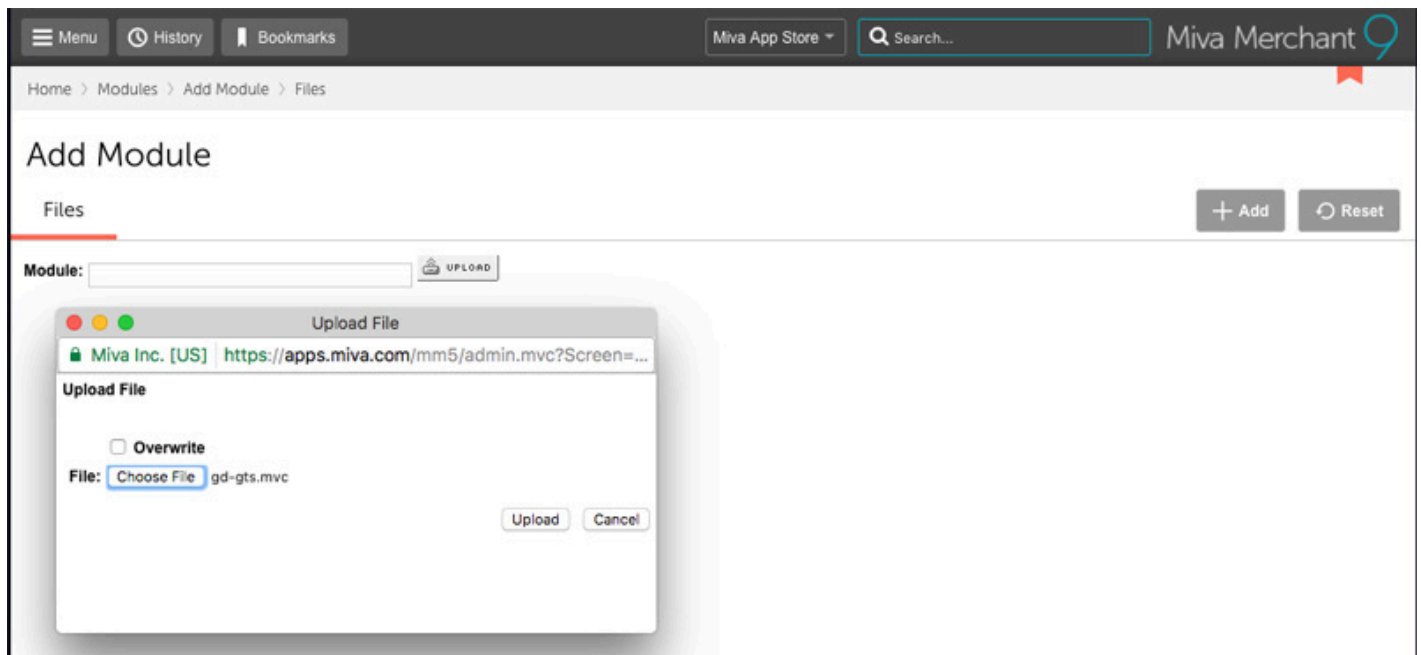 Menu History Bookmarks Miva App Store Search... Miva Merchant 9
Home > Modules > Add Module > Files
Add Module
Files + Add Reset
Module: UPLOAD
Upload File
Miva Inc. [US] https://apps.miva.com/mm5/admin.mvc?Screen=...
Upload File
Overwrite
File: Choose File gd-gts.mvc
Upload Cancel